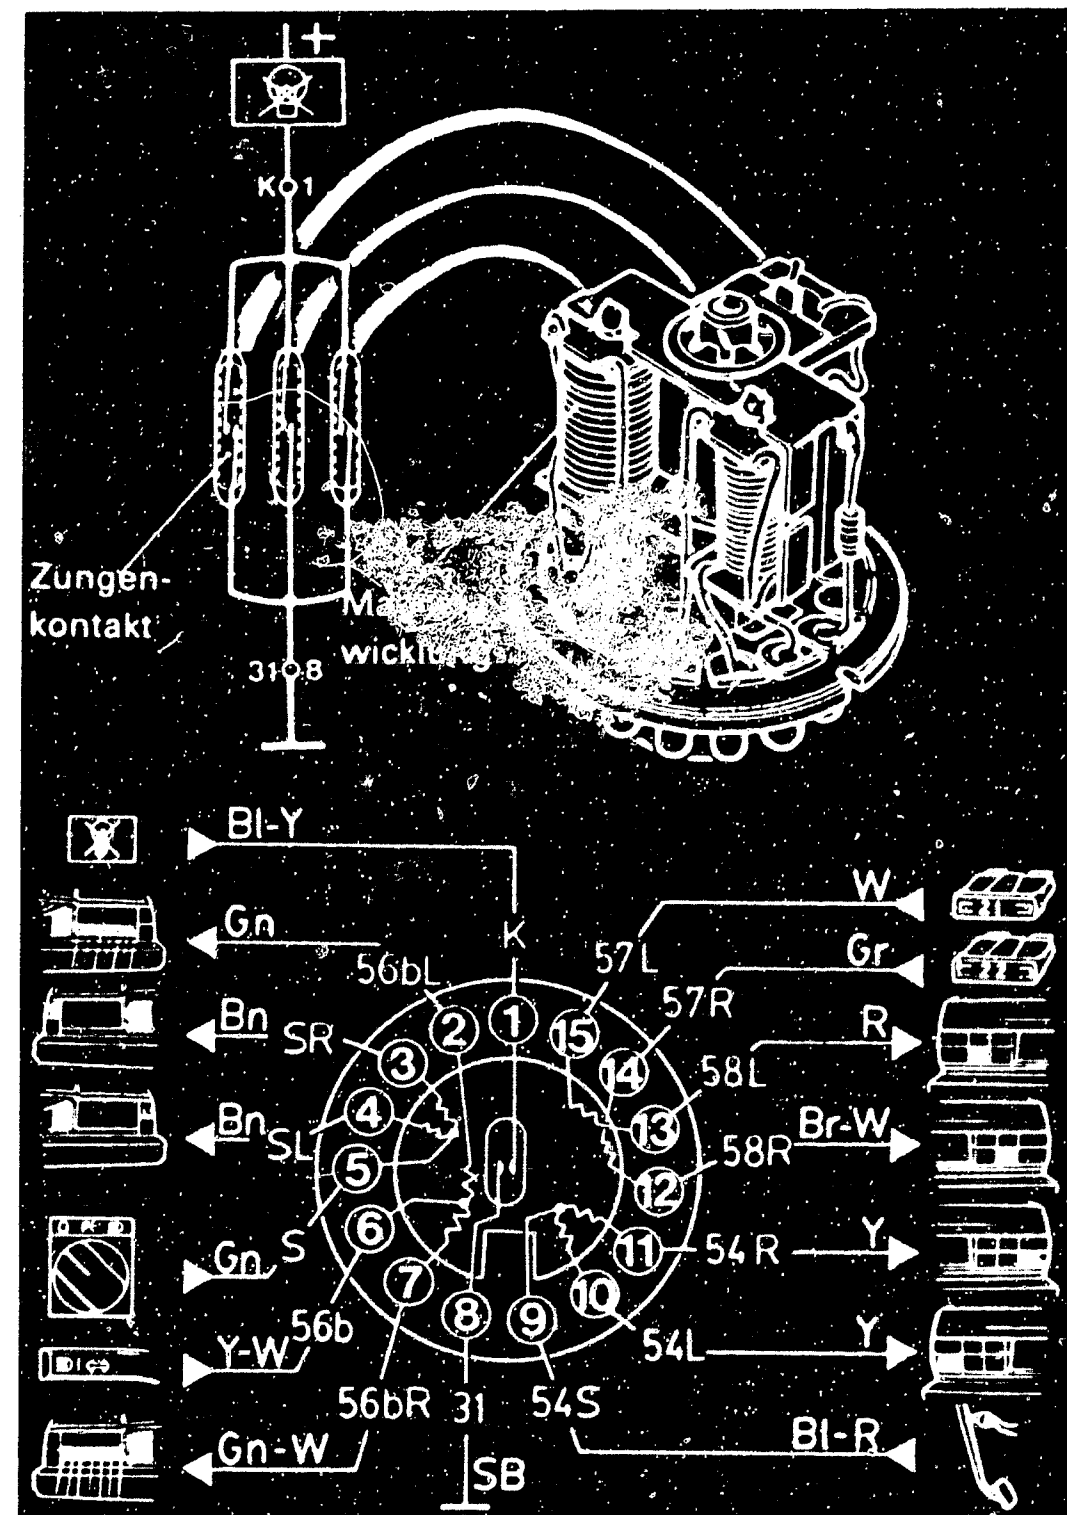 +
K 1
Zungen-
kontakt
wicklung
31 8
Bl-Y
Gn
56bL
K
57L
W
57R
Gr
Bn
SR
58L
R
Bn
SL
58R
Br-W
Gn
S
54R
Y
Y-W
56b
54L
Y
Gn-W
56bR
31
54S
Bl-R
SB
1
2
3
4
5
6
7
8
9
10
11
12
13
14
15
21
22